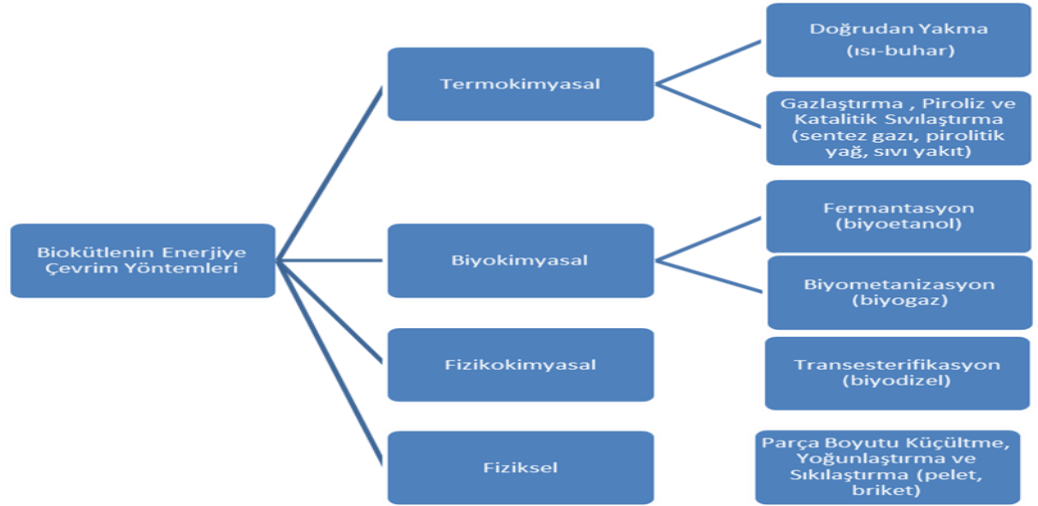 Biokütlenin Enerjiye
Çevrim Yöntemleri
Termokimyasal
Doğrudan Yakma
(ısı-buhar)
Gazlaştırma , Piroliz ve
Katalitik Sıvılaştırma
(sentez gazı, pirolitik
yağ, sıvı yakıt)
Biyokimyasal
Fermantasyon
(biyoetanol)
Biyometanizasyon
(biyogaz)
Fizikokimyasal
Transesterifikasyon
(biyodizel)
Fiziksel
Parça Boyutu Küçültme,
Yoğunlaştırma ve
Sıkılaştırma (pelet,
briket)